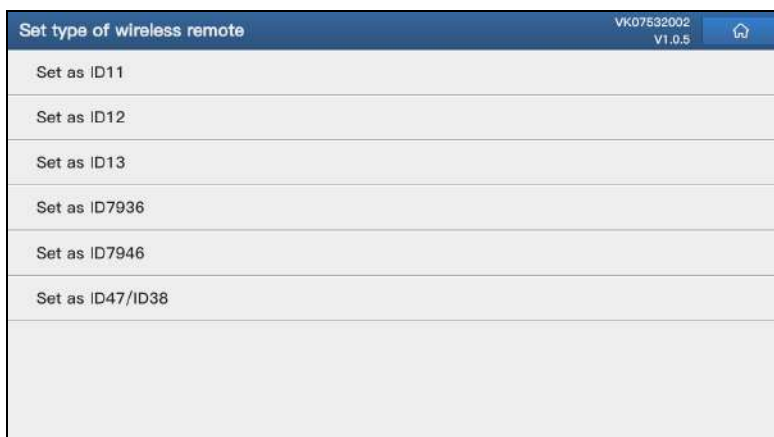 Set type of wireless remote
VK07532002
V1.0.5
Set as ID11
Set as ID12
Set as ID13
Set as ID7936
Set as ID7946
Set as ID47/ID38